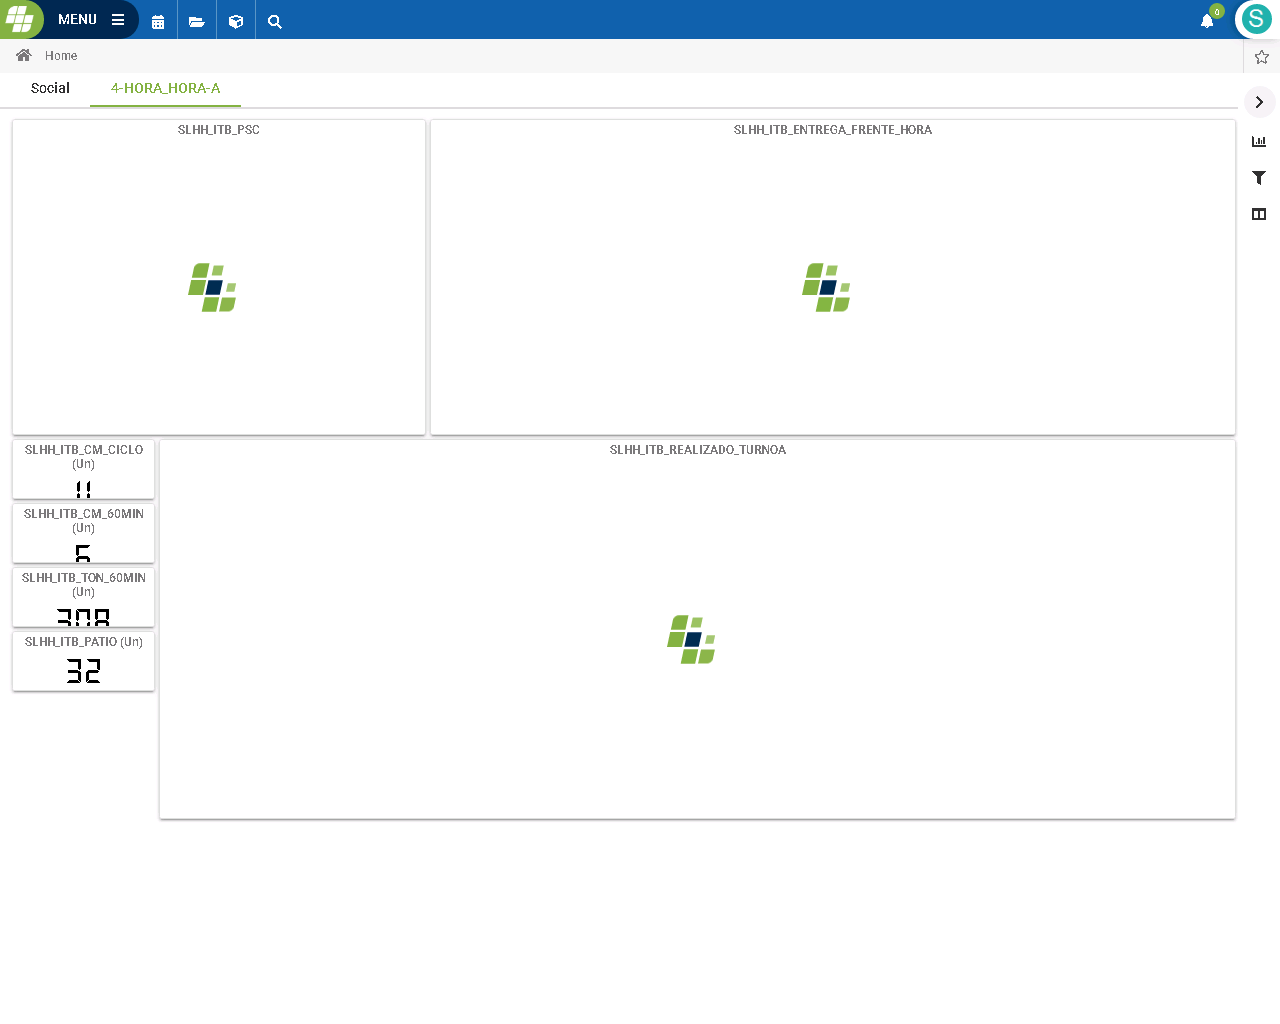 MENU
0
S
Home
Social
4-HORA_HORA-A
SLHH_ITB_PSC
SLHH_ITB_ENTREGA_FRENTE_HORA
SLHH_ITB_CM_CICLO
(Un)
11
SLHH_ITB_REALIZADO_TURNOA
SLHH_ITB_CM_60MIN
(Un)
6
SLHH_ITB_TON_60MIN
(Un)
308
SLHH_ITB_PATIO (Un)
32